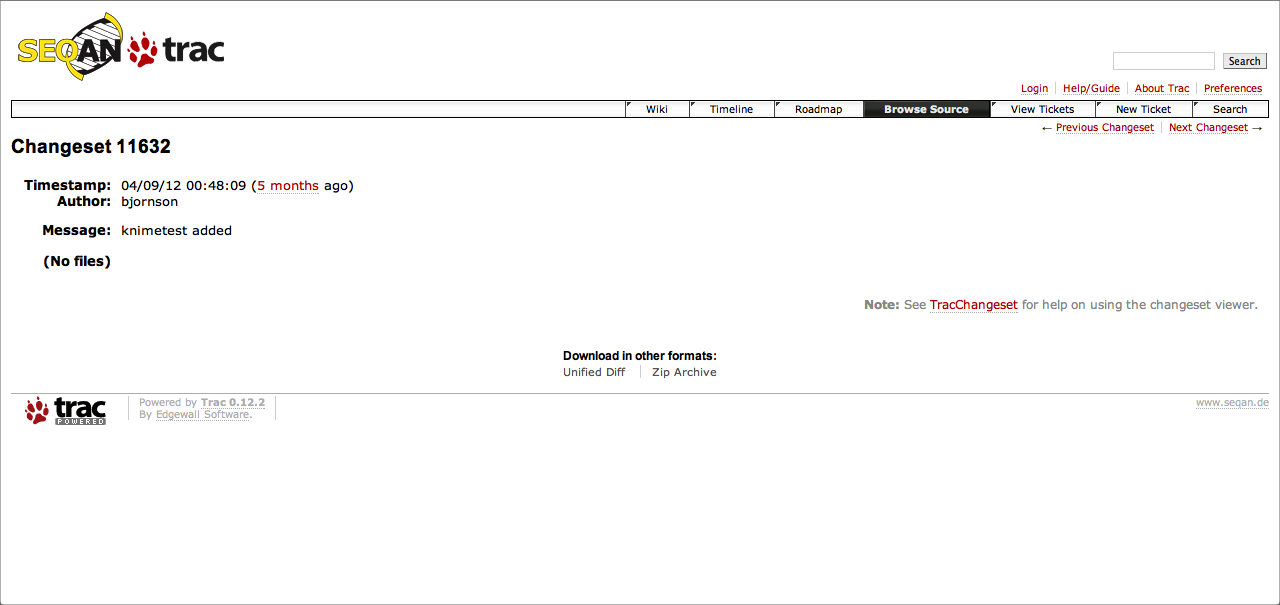 SEQAN trac
Search
Login Help/Guide About Trac Preferences
Wiki Timeline Roadmap Browse Source View Tickets New Ticket Search
← Previous Changeset Next Changeset →
Changeset 11632
Timestamp: 04/09/12 00:48:09 (5 months ago)
Author: bjornson
Message: knimetest added
(No files)
Note: See TracChangeset for help on using the changeset viewer.
Download in other formats:
Unified Diff Zip Archive
trac POWERED
Powered by Trac 0.12.2
By Edgewall Software.
www.seqan.de